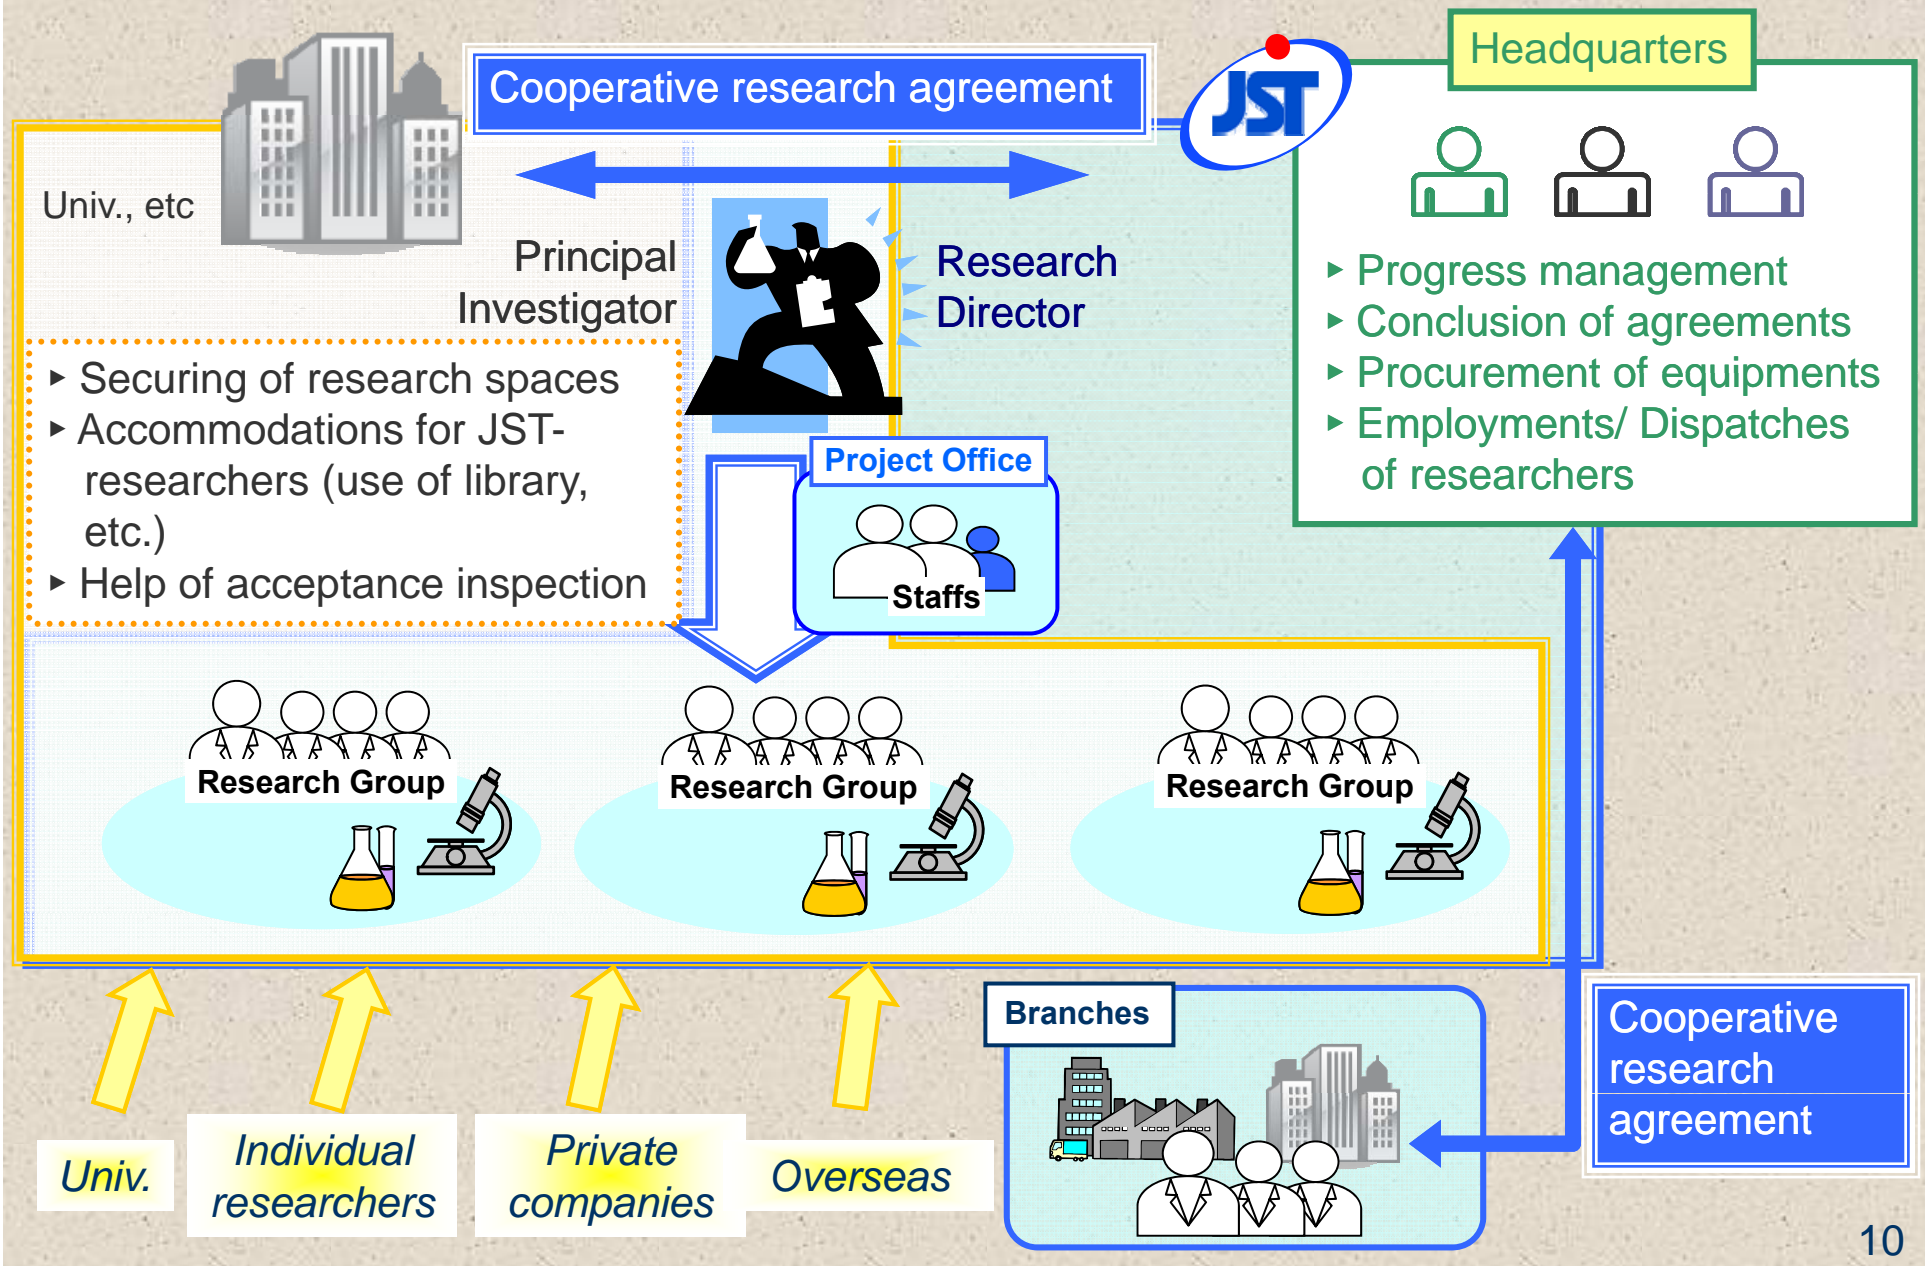 Cooperative research agreement
JST
Headquarters
Univ., etc
Principal
Investigator
Research
Director
▸ Progress management
▸ Conclusion of agreements
▸ Procurement of equipments
▸ Employments/ Dispatches
of researchers
▸ Securing of research spaces
▸ Accommodations for JST-
researchers (use of library,
etc.)
▸ Help of acceptance inspection
Project Office
Staffs
Research Group
Research Group
Research Group
Branches
Cooperative
research
agreement
Univ.
Individual
researchers
Private
companies
Overseas
10